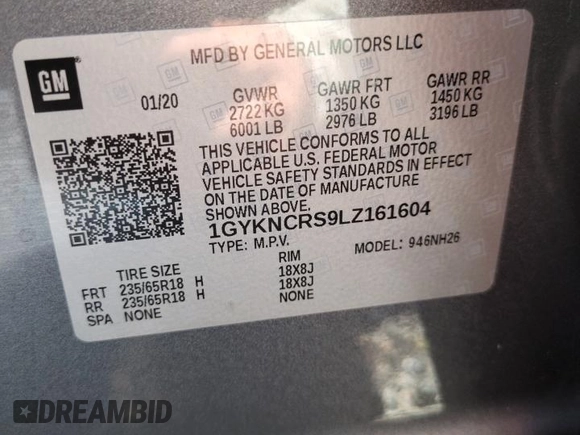 GM
MFD BY GENERAL MOTORS LLC
01/20
GVWR
2722 KG
6001 LB
GAWR FRT
1350 KG
2976 LB
GAWR RR
1450 KG
3196 LB
THIS VEHICLE CONFORMS TO ALL
APPLICABLE U.S. FEDERAL MOTOR
VEHICLE SAFETY STANDARDS IN EFFECT
ON THE DATE OF MANUFACTURE
SHOWN ABOVE.
1GYKNCRS9LZ161604
TYPE: M.P.V.
MODEL: 946NH26
TIRE SIZE
RIM
FRT 235/65R18 H 18X8J
RR 235/65R18 H 18X8J
SPA NONE NONE
DREAMBID